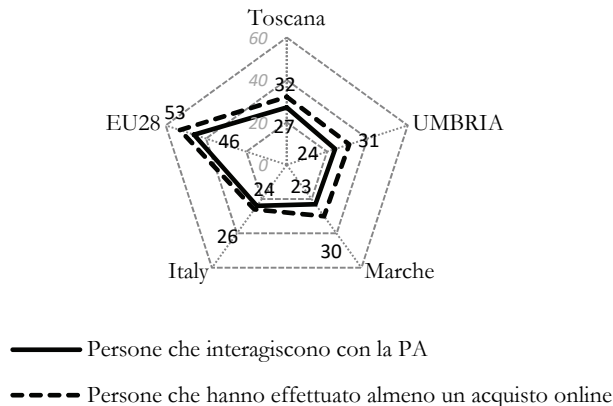 Toscana
60
40
32
53
EU28
20
UMBRIA
46
27
24
31
0
24
23
26
30
Italy
Marche
Persone che interagiscono con la PA
Persone che hanno effettuato almeno un acquisto online